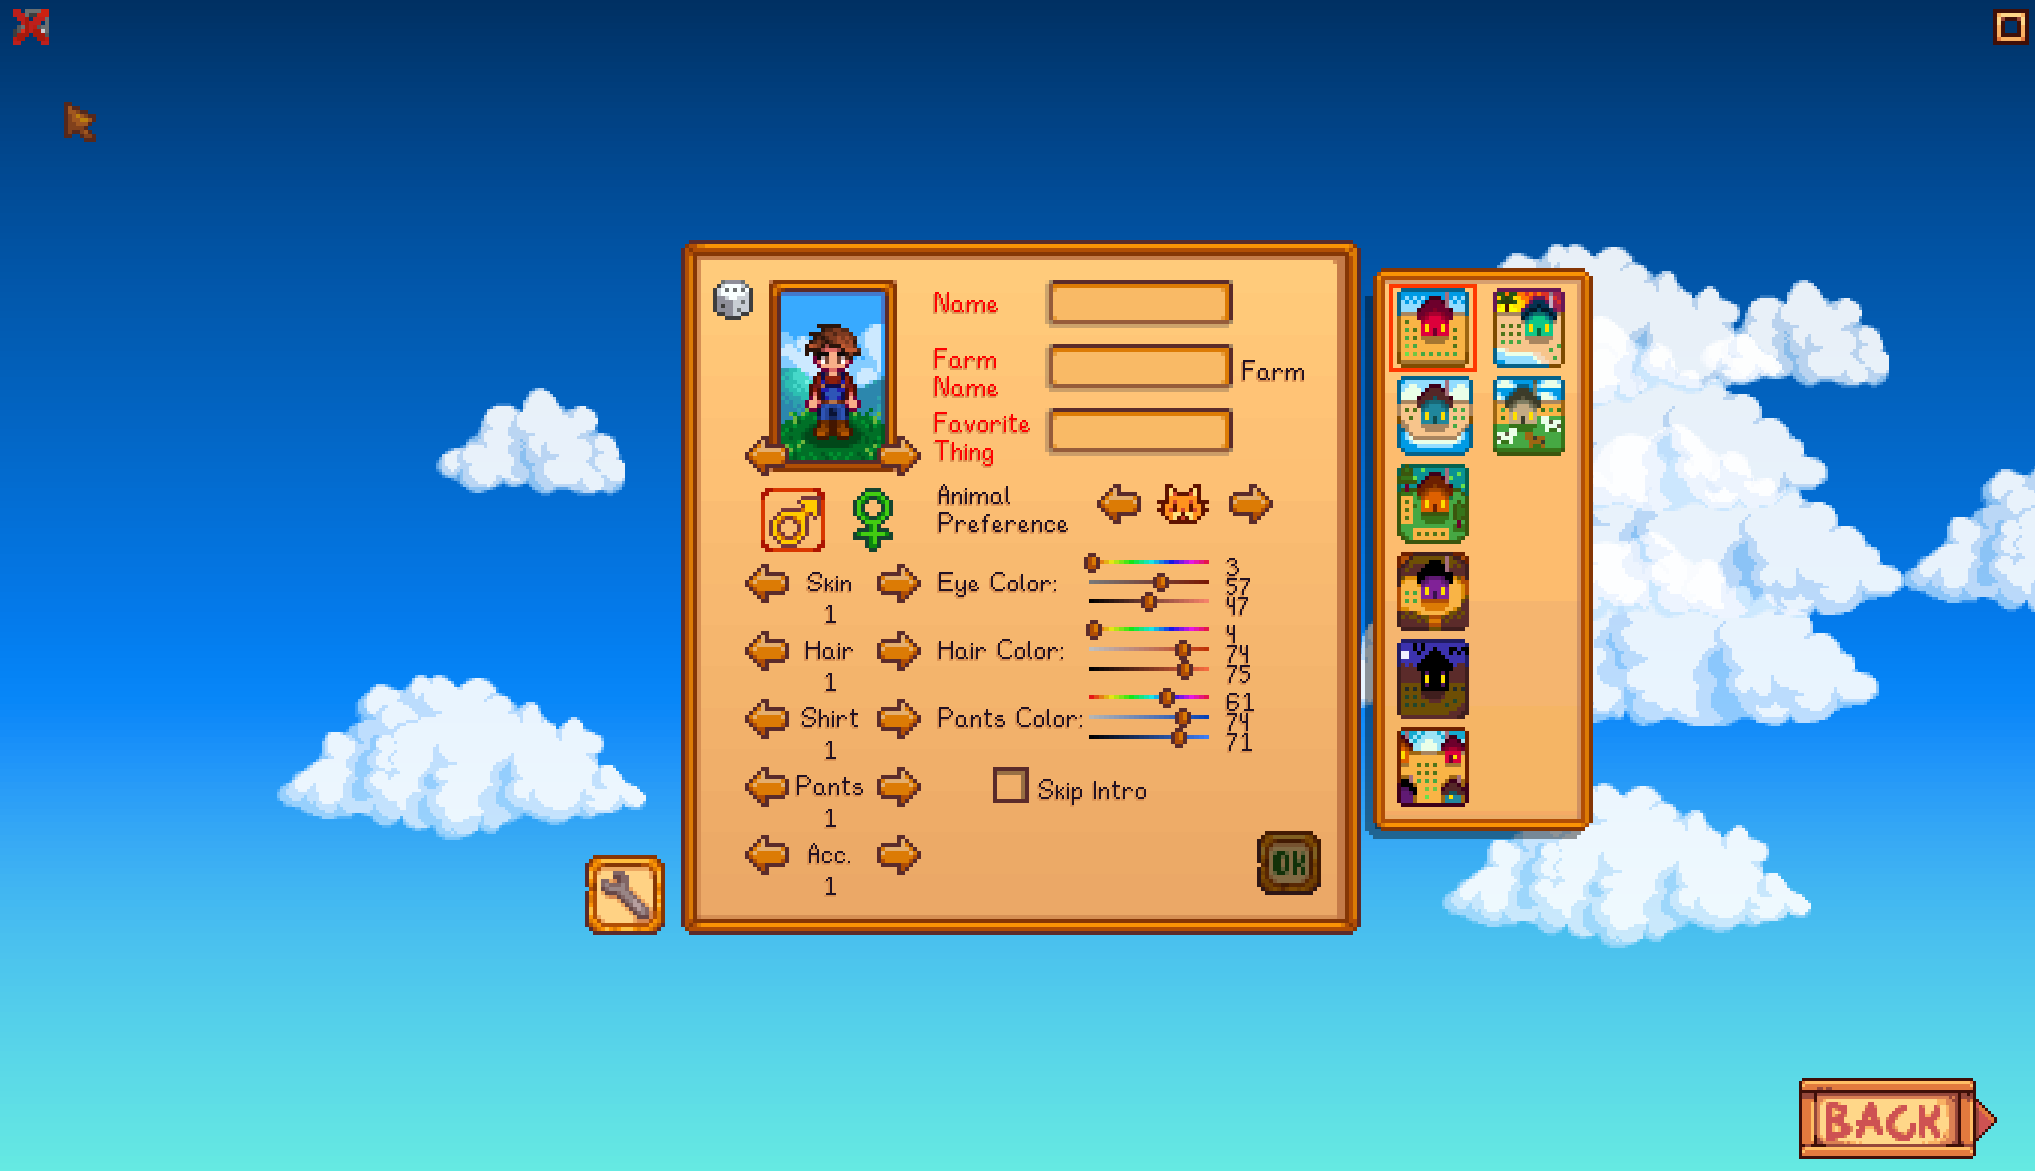 Name
Farm
Name
Farm
Favorite
Thing
Animal
Preference
Skin
1
Eye Color:
3
57
47
Hair
1
Hair Color:
4
74
75
Shirt
1
Pants Color:
61
74
71
Pants
1
Skip Intro
Acc.
1
OK
BACK